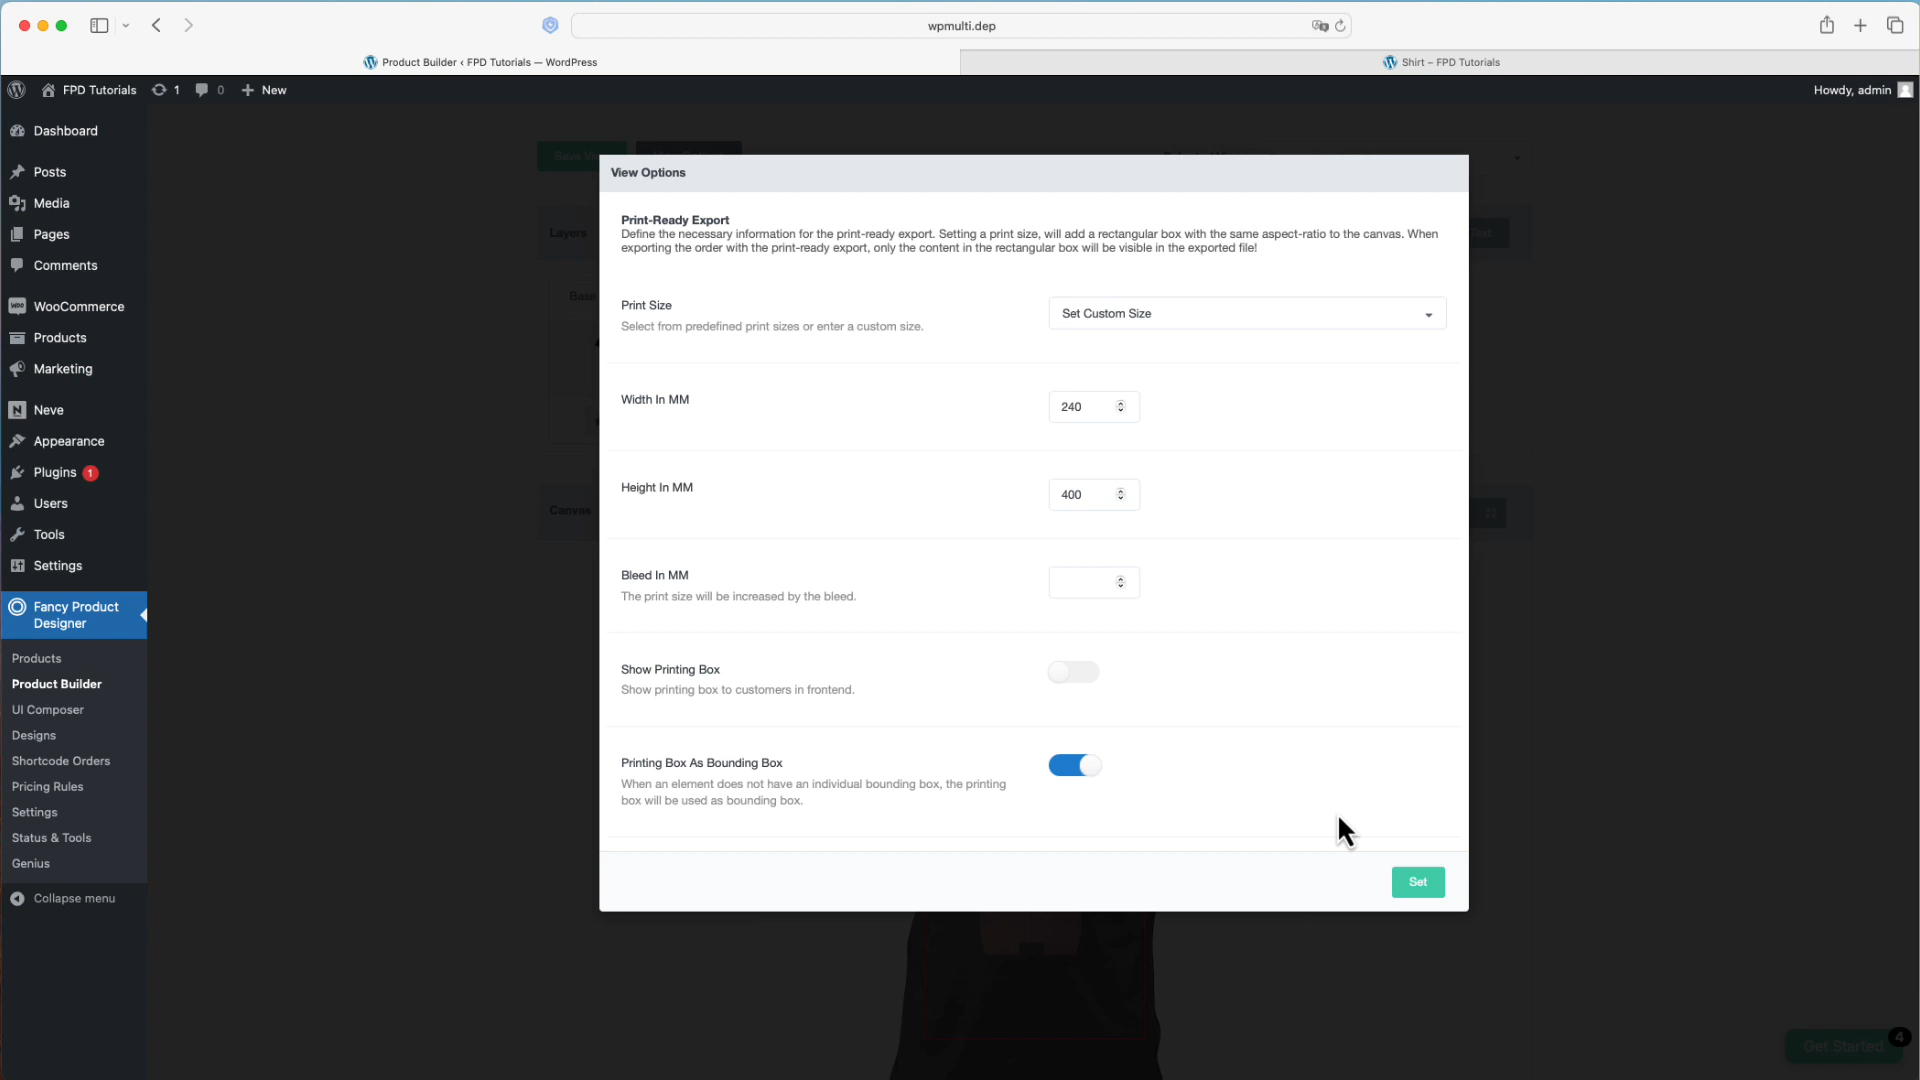 wpmulti.dep
Product Builder ‹ FPD Tutorials — WordPress
Shirt – FPD Tutorials
FPD Tutorials 1 0 New
Howdy, admin
Dashboard
Posts
Media
Pages
Comments
WooCommerce
Products
Marketing
Neve
Appearance
Plugins 1
Users
Tools
Settings
Fancy Product
Designer
Products
Product Builder
UI Composer
Designs
Shortcode Orders
Pricing Rules
Settings
Status & Tools
Genius
Collapse menu
Layers
Base
Canvas
Text
View Options
Print-Ready Export
Define the necessary information for the print-ready export. Setting a print size, will add a rectangular box with the same aspect-ratio to the canvas. When
exporting the order with the print-ready export, only the content in the rectangular box will be visible in the exported file!
Print Size
Select from predefined print sizes or enter a custom size.
Set Custom Size
Width In MM
240
Height In MM
400
Bleed In MM
The print size will be increased by the bleed.
Show Printing Box
Show printing box to customers in frontend.
Printing Box As Bounding Box
When an element does not have an individual bounding box, the printing
box will be used as bounding box.
Set
Get Started
4